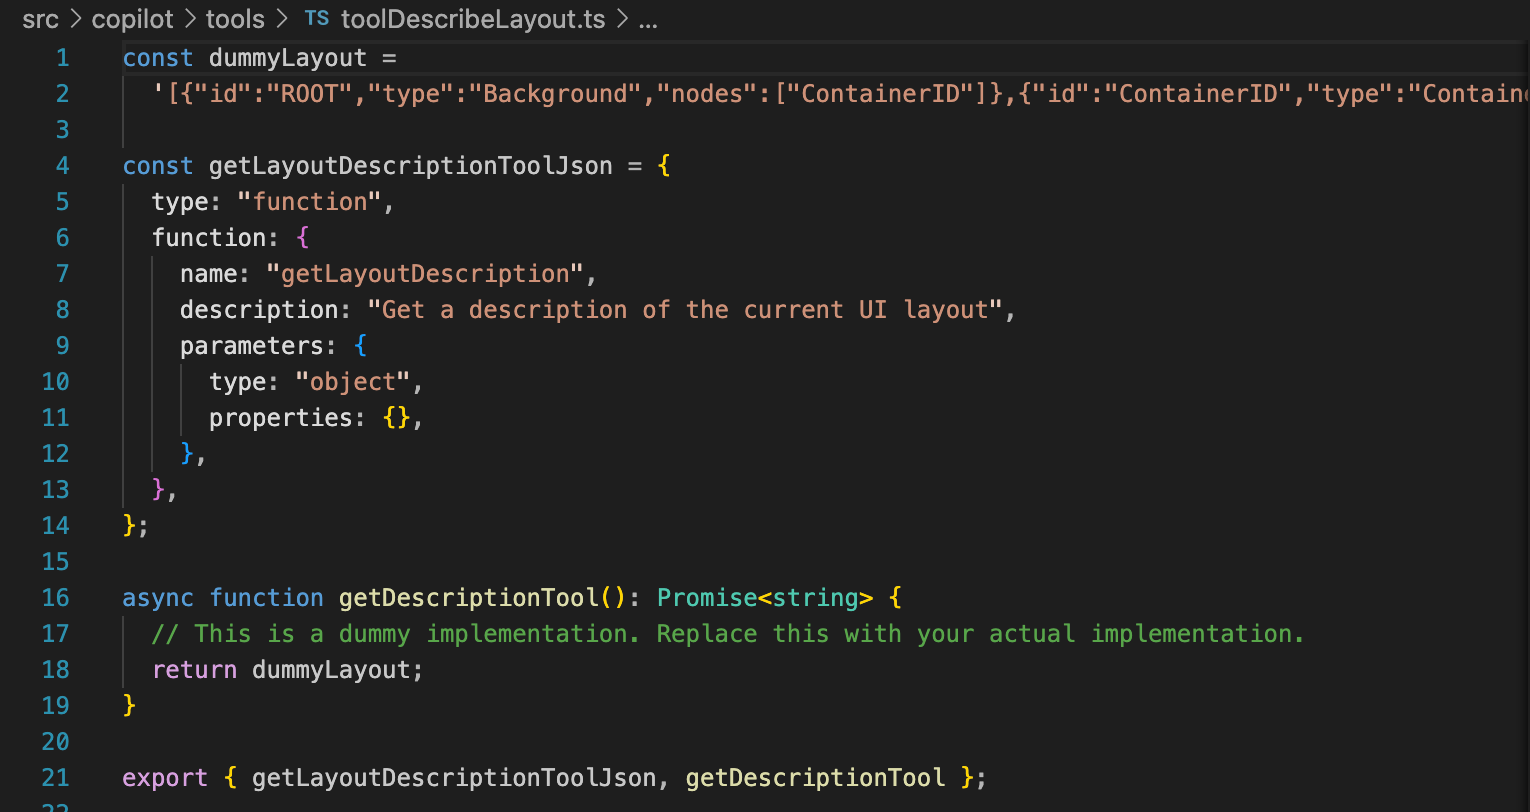 src > copilot > tools > TS toolDescribeLayout.ts > ...
1 const dummyLayout =
2   '[{"id":"ROOT","type":"Background","nodes":["ContainerID"]},{"id":"ContainerID","type":"Contain
3
4 const getLayoutDescriptionToolJson = {
5   type: "function",
6   function: {
7     name: "getLayoutDescription",
8     description: "Get a description of the current UI layout",
9     parameters: {
10       type: "object",
11       properties: {},
12     },
13   },
14 };
15
16 async function getDescriptionTool(): Promise<string> {
17   // This is a dummy implementation. Replace this with your actual implementation.
18   return dummyLayout;
19 }
20
21 export { getLayoutDescriptionToolJson, getDescriptionTool };
22